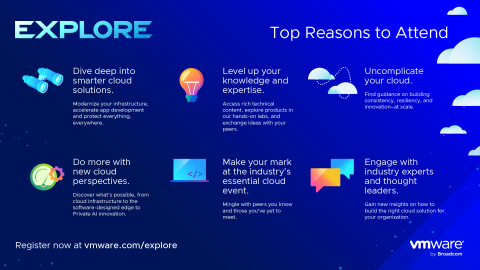 EXPLORE
Top Reasons to Attend
Dive deep into
smarter cloud
solutions.
Modernize your infrastructure,
accelerate app development
and protect everything,
everywhere.
Level up your
knowledge and
expertise.
Access rich technical
content, explore products in
our hands-on labs, and
exchange ideas with your
peers.
Uncomplicate
your cloud.
Find guidance on building
consistency, resiliency, and
innovation–at scale.
Do more with
new cloud
perspectives.
Discover what's possible, from
cloud infrastructure to the
software-designed edge to
Private AI innovation.
</>
Make your mark
at the industry's
essential cloud
event.
Mingle with peers you know
and those you've yet to
meet.
Engage with
industry experts
and thought
leaders.
Gain new insights on how to
build the right cloud solution for
your organization.
Register now at vmware.com/explore
vmware®
by Broadcom